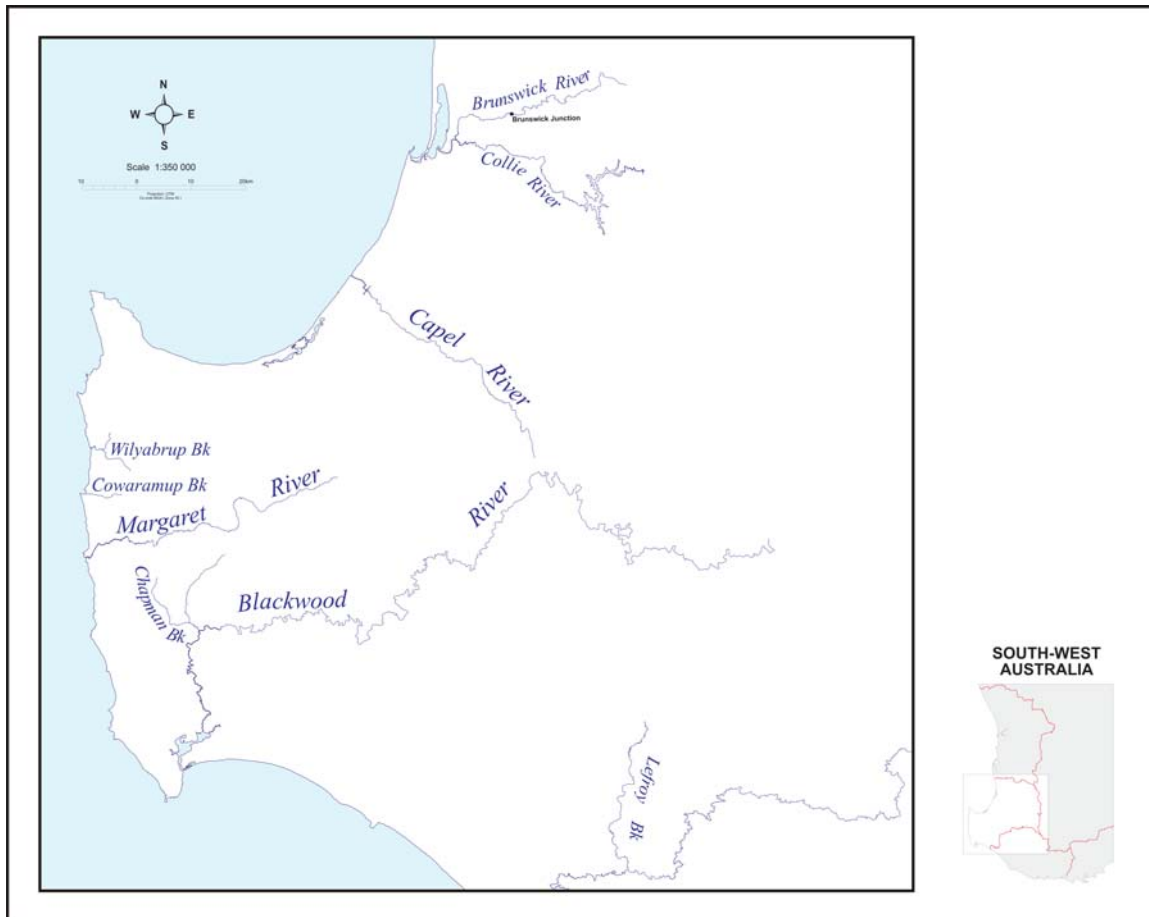 N
W E
S
Scale 1:350 000
10 0 10 20km
Brunswick River
Brunswick Junction
Collie River
Capel River
Wilyabrup Bk
Cowaramup Bk
Margaret River
Chapman Bk
Blackwood River
Lefroy Bk
SOUTH-WEST
AUSTRALIA